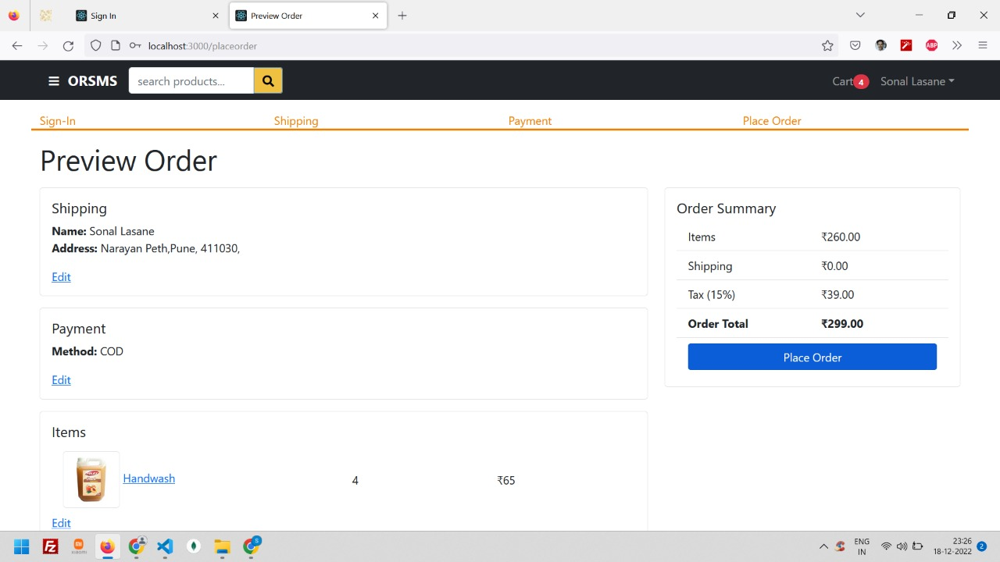 Sign In
Preview Order
localhost:3000/placeorder
ABP
ORSMS
search products...
Cart 4
Sonal Lasane
Sign-In
Shipping
Payment
Place Order
Preview Order
Shipping
Name: Sonal Lasane
Address: Narayan Peth,Pune, 411030,
Edit
Payment
Method: COD
Edit
Items
Handwash
4
₹65
Edit
Order Summary
Items ₹260.00
Shipping ₹0.00
Tax (15%) ₹39.00
Order Total ₹299.00
Place Order
ENG
IN
23:26
18-12-2022
2